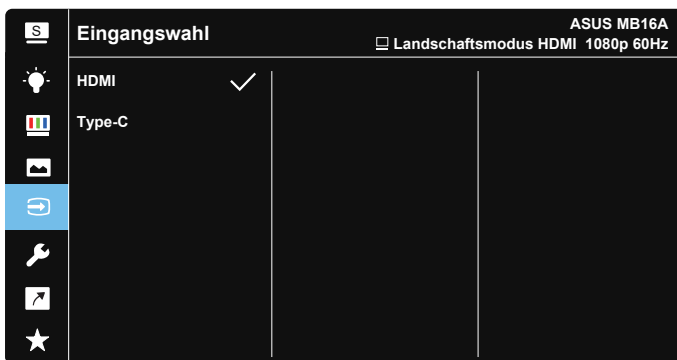 S
Eingangswahl
ASUS MB16A
Landschaftsmodus HDMI 1080p 60Hz
HDMI
Type-C